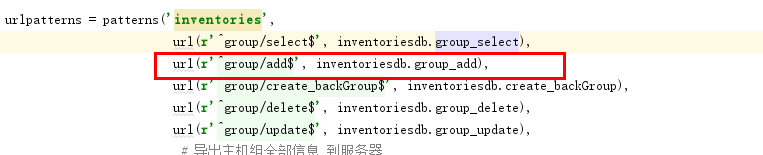 urlpatterns = patterns('inventories',
url(r'^group/select$', inventoriesdb.group_select),
url(r'^group/add$', inventoriesdb.group_add),
url(r'^group/create_backGroup$', inventoriesdb.create_backGroup),
url(r'^group/delete$', inventoriesdb.group_delete),
url(r'^group/update$', inventoriesdb.group_update),
# 导出主机组全部信息 到服务器